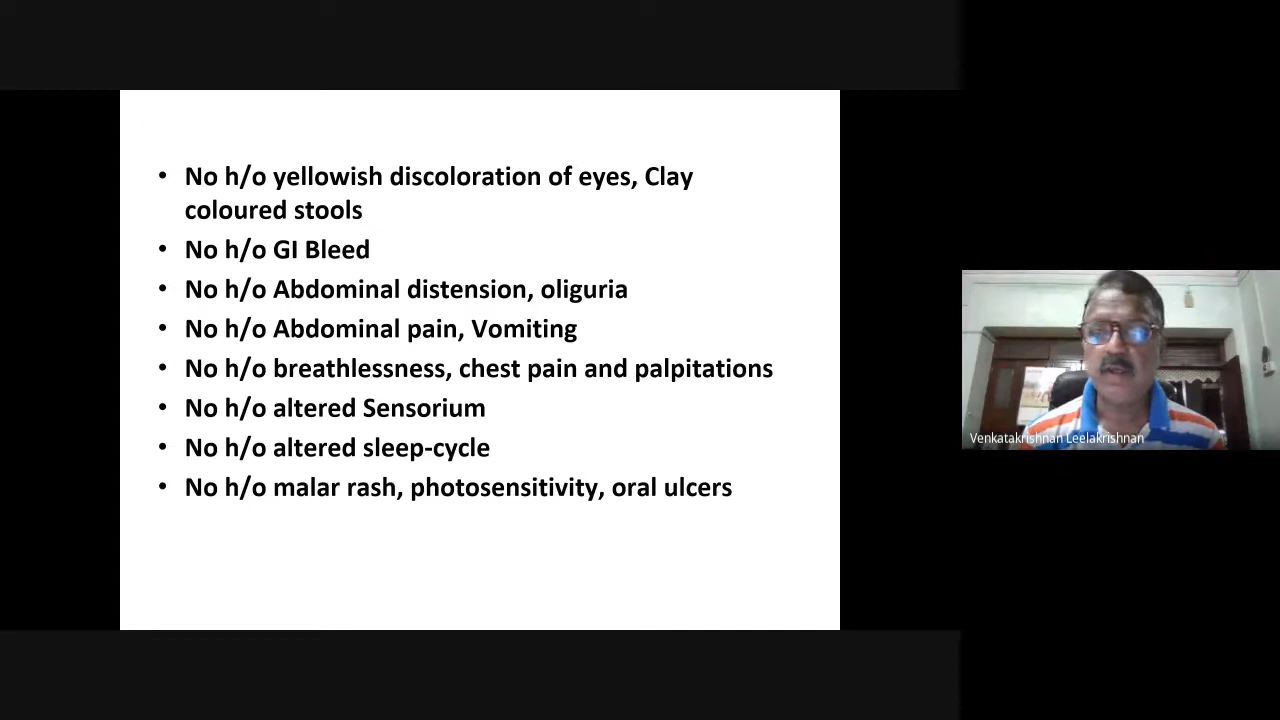 • No h/o yellowish discoloration of eyes, Clay
coloured stools
• No h/o GI Bleed
• No h/o Abdominal distension, oliguria
• No h/o Abdominal pain, Vomiting
• No h/o breathlessness, chest pain and palpitations
• No h/o altered Sensorium
• No h/o altered sleep-cycle
• No h/o malar rash, photosensitivity, oral ulcers
Venkatakrishnan Leelakrishnan